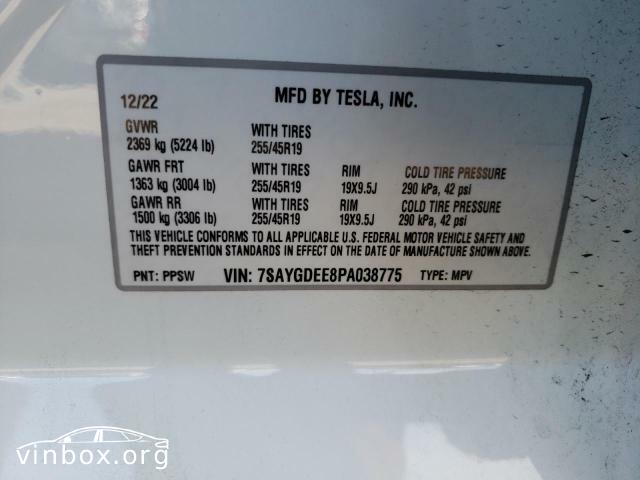 12/22 MFD BY TESLA, INC.
GVWR WITH TIRES
2369 kg (5224 lb) 255/45R19
GAWR FRT WITH TIRES RIM COLD TIRE PRESSURE
1363 kg (3004 lb) 255/45R19 19X9.5J 290 kPa, 42 psi
GAWR RR WITH TIRES RIM COLD TIRE PRESSURE
1500 kg (3306 lb) 255/45R19 19X9.5J 290 kPa, 42 psi
THIS VEHICLE CONFORMS TO ALL APPLICABLE U.S. FEDERAL MOTOR VEHICLE SAFETY AND
THEFT PREVENTION STANDARDS IN EFFECT ON THE DATE OF MANUFACTURE SHOWN ABOVE.
PNT: PPSW VIN: 7SAYGDEE8PA038775 TYPE: MPV
vinbox.org